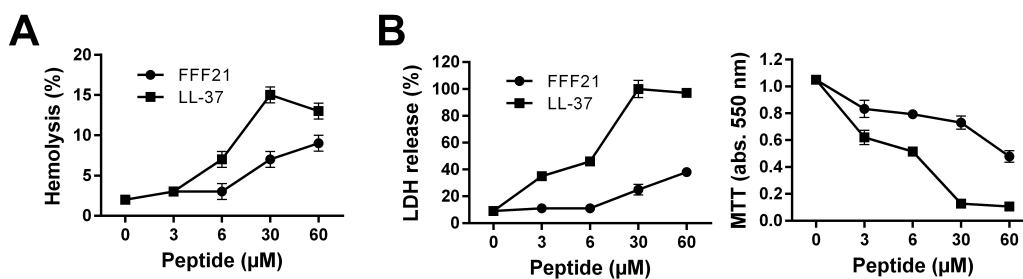 A
Hemolysis (%)
20
15
10
5
0
FFF21
LL-37
0 3 6 30 60
Peptide (µM)
B
LDH release (%)
120
100
80
60
40
20
0
FFF21
LL-37
0 3 6 30 60
Peptide (µM)
MTT (abs. 550 nm)
1.2
1.0
0.8
0.6
0.4
0.2
0.0
0 3 6 30 60
Peptide (µM)